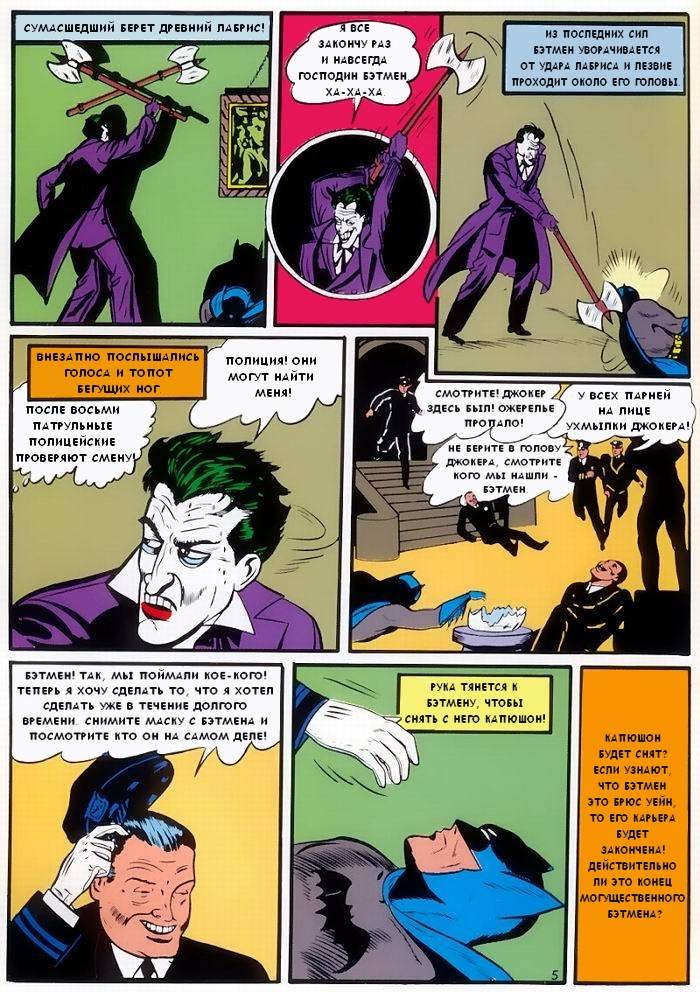 СУМАСШЕДШИЙ БЕРЕТ ДРЕВНИЙ ЛАБРИС!
Я ВСЕ
ЗАКОНЧУ РАЗ
И НАВСЕГДА
ГОСПОДИН БЭТМЕН
ХА-ХА-ХА.
ИЗ ПОСЛЕДНИХ СИЛ
БЭТМЕН УВОРАЧИВАЕТСЯ
ОТ УДАРА ЛАБРИСА И ЛЕЗВИЕ
ПРОХОДИТ ОКОЛО ЕГО ГОЛОВЫ.
ВНЕЗАПНО ПОСЛЫШАЛИСЬ
ГОЛОСА И ТОПОТ
БЕГУЩИХ НОГ
ПОЛИЦИЯ! ОНИ
МОГУТ НАЙТИ
МЕНЯ!
ПОСЛЕ ВОСЬМИ
ПАТРУЛЬНЫЕ
ПОЛИЦЕЙСКИЕ
ПРОВЕРЯЮТ СМЕНУ!
СМОТРИТЕ! ДЖОКЕР
ЗДЕСЬ БЫЛ! ОЖЕРЕЛЬЕ
ПРОПАЛО!
У ВСЕХ ПАРНЕЙ
НА ЛИЦЕ
УХМЫЛКИ ДЖОКЕРА!
НЕ БЕРИТЕ В ГОЛОВУ
ДЖОКЕРА, СМОТРИТЕ
КОГО МЫ НАШЛИ -
БЭТМЕН.
БЭТМЕН! ТАК, МЫ ПОЙМАЛИ КОЕ-КОГО!
ТЕПЕРЬ Я ХОЧУ СДЕЛАТЬ ТО, ЧТО Я ХОТЕЛ
СДЕЛАТЬ УЖЕ В ТЕЧЕНИЕ ДОЛГОГО
ВРЕМЕНИ. СНИМИТЕ МАСКУ С БЭТМЕНА И
ПОСМОТРИТЕ КТО ОН НА САМОМ ДЕЛЕ!
РУКА ТЯНЕТСЯ К
БЭТМЕНУ, ЧТОБЫ
СНЯТЬ С НЕГО КАПЮШОН!
КАПЮШОН
БУДЕТ СНЯТ?
ЕСЛИ УЗНАЮТ,
ЧТО БЭТМЕН
ЭТО БРЮС УЕЙН,
ТО ЕГО КАРЬЕРА
БУДЕТ
ЗАКОНЧЕНА!
ДЕЙСТВИТЕЛЬНО
ЛИ ЭТО КОНЕЦ
МОГУЩЕСТВЕННОГО
БЭТМЕНА?
5